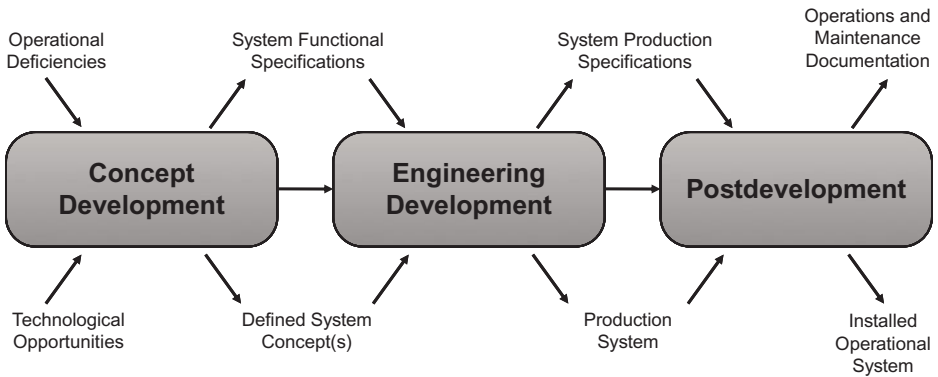 Operational
Deficiencies
System Functional
Specifications
System Production
Specifications
Operations and
Maintenance
Documentation
Concept
Development
Engineering
Development
Postdevelopment
Technological
Opportunities
Defined System
Concept(s)
Production
System
Installed
Operational
System